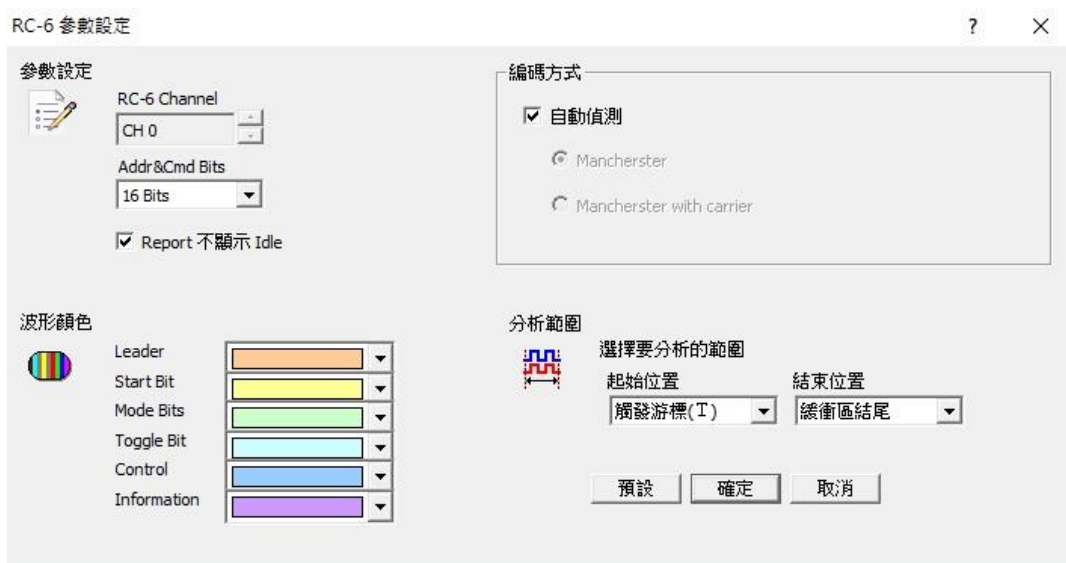 RC-6 參數設定
?
參數設定
RC-6 Channel
CH 0
Addr&Cmd Bits
16 Bits
Report 不顯示 Idle
編碼方式
自動偵測
Mancherster
Mancherster with carrier
波形顏色
Leader
Start Bit
Mode Bits
Toggle Bit
Control
Information
分析範圍
選擇要分析的範圍
起始位置 結束位置
觸發游標(T) 緩衝區結尾
預設 確定 取消